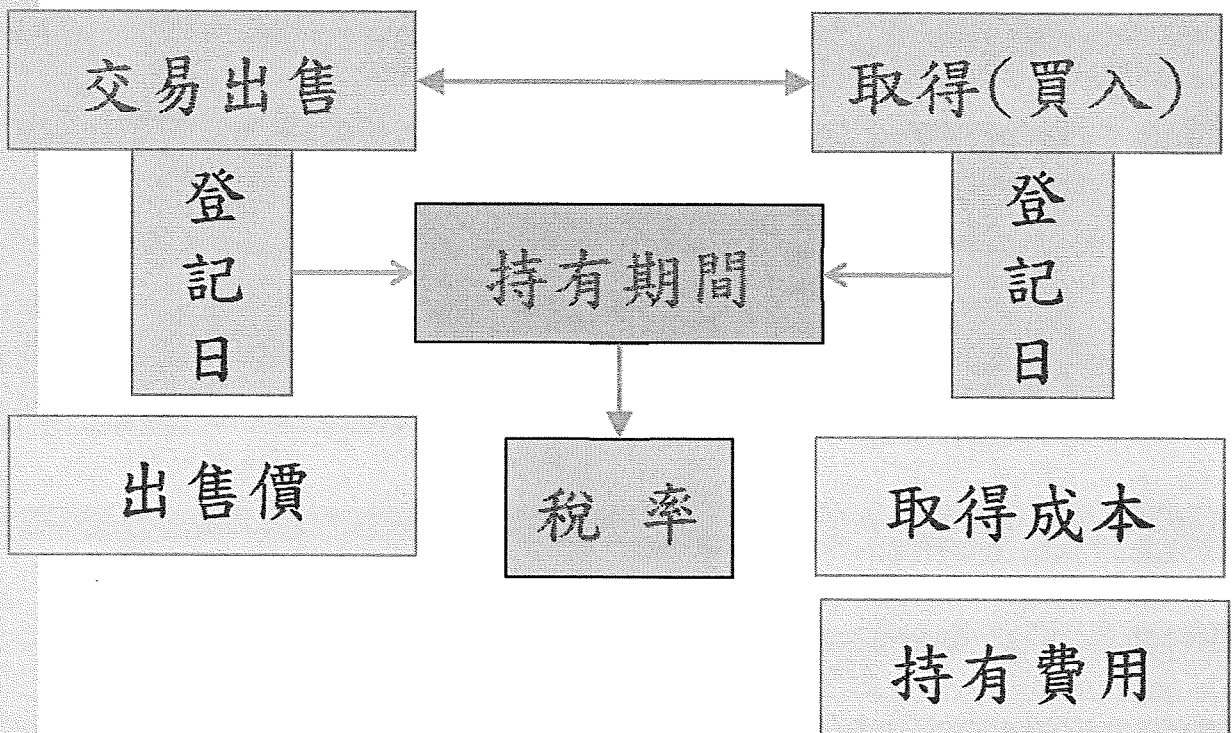 交易出售
取得(買入)
登記日
持有期間
登記日
出售價
稅率
取得成本
持有費用